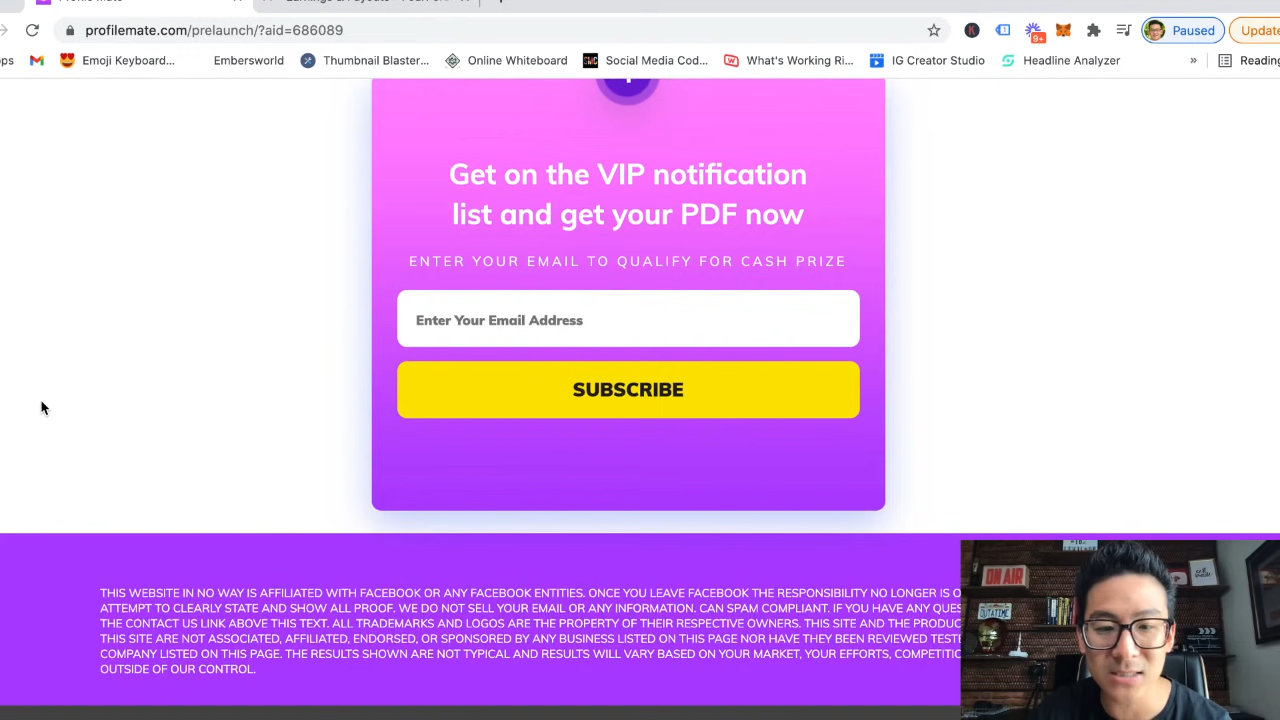 profilemate.com/prelaunch/?aid=686089
Paused
Update
Emoji Keyboard...
Embersworld
Thumbnail Blaster...
Online Whiteboard
Social Media Cod...
What's Working Ri...
IG Creator Studio
Headline Analyzer
»
Reading
9+
Get on the VIP notification
list and get your PDF now
ENTER YOUR EMAIL TO QUALIFY FOR CASH PRIZE
Enter Your Email Address
SUBSCRIBE
THIS WEBSITE IN NO WAY IS AFFILIATED WITH FACEBOOK OR ANY FACEBOOK ENTITIES. ONCE YOU LEAVE FACEBOOK THE RESPONSIBILITY NO LONGER IS O
ATTEMPT TO CLEARLY STATE AND SHOW ALL PROOF. WE DO NOT SELL YOUR EMAIL OR ANY INFORMATION. CAN SPAM COMPLIANT. IF YOU HAVE ANY QUES
THE CONTACT US LINK ABOVE THIS TEXT. ALL TRADEMARKS AND LOGOS ARE THE PROPERTY OF THEIR RESPECTIVE OWNERS. THIS SITE AND THE PRODUC
THIS SITE ARE NOT ASSOCIATED, AFFILIATED, ENDORSED, OR SPONSORED BY ANY BUSINESS LISTED ON THIS PAGE NOR HAVE THEY BEEN REVIEWED TESTE
COMPANY LISTED ON THIS PAGE. THE RESULTS SHOWN ARE NOT TYPICAL AND RESULTS WILL VARY BASED ON YOUR MARKET, YOUR EFFORTS, COMPETITIO
OUTSIDE OF OUR CONTROL.
ON AIR
OUTATIME